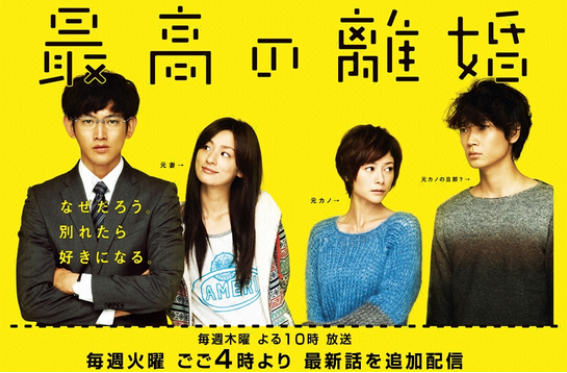 最高の離婚
元妻→
元カノ→
元カノの旦那?→
なぜだろう。
別れたら
好きになる。
AMERI
毎週木曜 よる10時 放送
毎週火曜 ごご4時より 最新話を追加配信